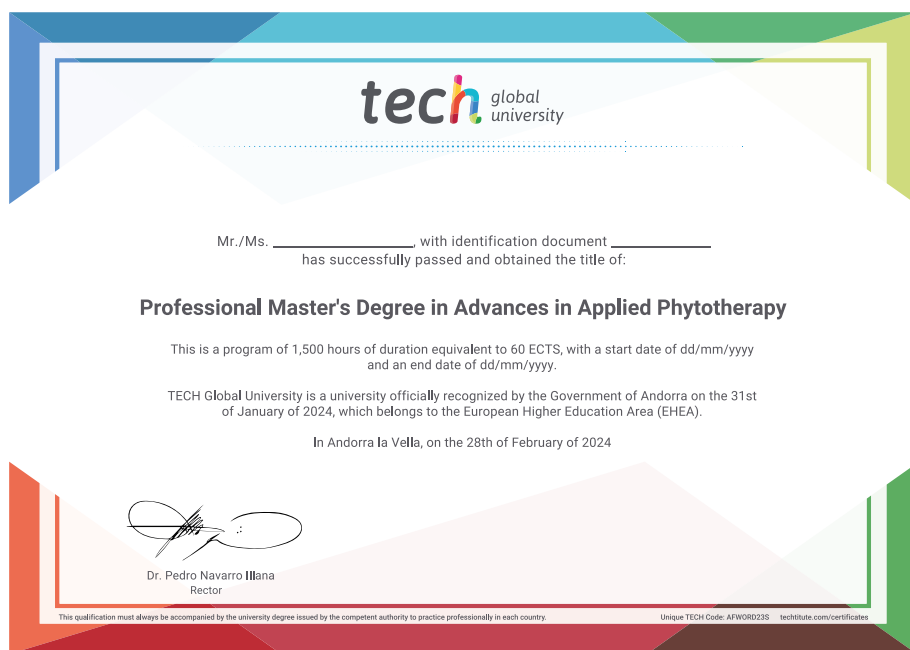 tech global university
Mr./Ms. ____________________, with identification document ______________
has successfully passed and obtained the title of:
Professional Master's Degree in Advances in Applied Phytotherapy
This is a program of 1,500 hours of duration equivalent to 60 ECTS, with a start date of dd/mm/yyyy
and an end date of dd/mm/yyyy.
TECH Global University is a university officially recognized by the Government of Andorra on the 31st
of January of 2024, which belongs to the European Higher Education Area (EHEA).
In Andorra la Vella, on the 28th of February of 2024
Dr. Pedro Navarro Illana
Rector
This qualification must always be accompanied by the university degree issued by the competent authority to practice professionally in each country. Unique TECH Code: AFWORD23S techtitute.com/certificates